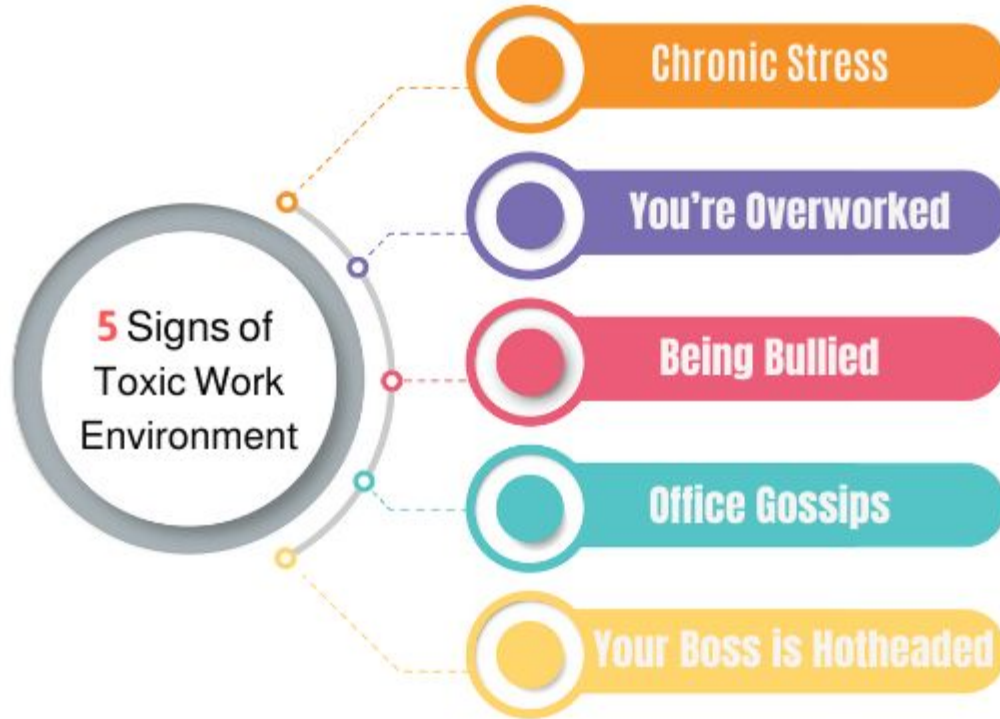 5 Signs of
Toxic Work
Environment
Chronic Stress
You're Overworked
Being Bullied
Office Gossips
Your Boss is Hotheaded